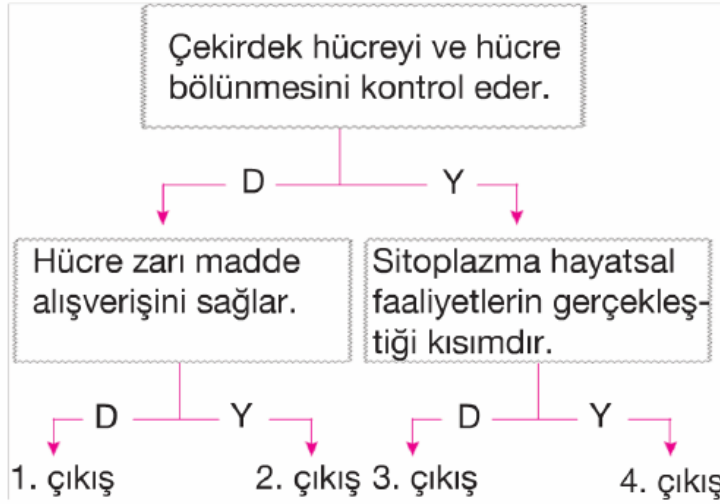 Çekirdek hücreyi ve hücre
bölünmesini kontrol eder.
D
Y
Hücre zarı madde
alışverişini sağlar.
Sitoplazma hayatsal
faaliyetlerin gerçekleş-
tiği kısımdır.
D
Y
D
Y
1. çıkış
2. çıkış
3. çıkış
4. çıkış